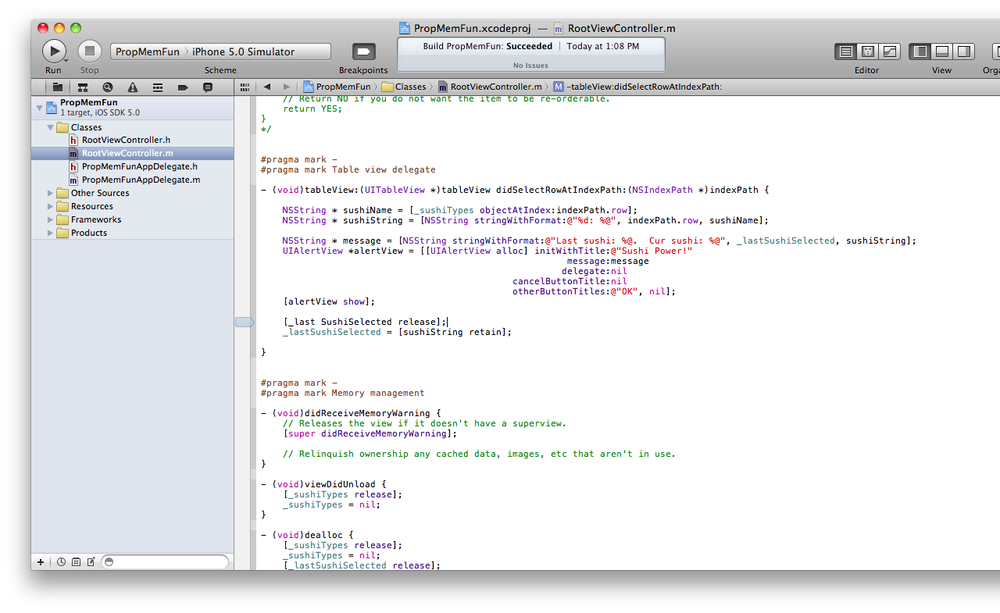 PropMemFun.xcodeproj — RootViewController.m
PropMemFun iPhone 5.0 Simulator
Build PropMemFun: Succeeded | Today at 1:08 PM
No Issues
Run Stop Scheme Breakpoints Editor View
PropMemFun Classes RootViewController.m -tableView:didSelectRowAtIndexPath:
PropMemFun
1 target, iOS SDK 5.0
Classes
RootViewController.h
RootViewController.m
PropMemFunAppDelegate.h
PropMemFunAppDelegate.m
Other Sources
Resources
Frameworks
Products
// Return NO if you do not want the item to be re-orderable.
return YES;
}
*/
#pragma mark -
#pragma mark Table view delegate
- (void)tableView:(UITableView *)tableView didSelectRowAtIndexPath:(NSIndexPath *)indexPath {
NSString * sushiName = [_sushiTypes objectAtIndex:indexPath.row];
NSString * sushiString = [NSString stringWithFormat:@"%d: %@", indexPath.row, sushiName];
NSString * message = [NSString stringWithFormat:@"Last sushi: %@.  Cur sushi: %@", _lastSushiSelected, sushiString];
UIAlertView *alertView = [[UIAlertView alloc] initWithTitle:@"Sushi Power!"
message:message
delegate:nil
cancelButtonTitle:nil
otherButtonTitles:@"OK", nil];
[alertView show];
[_last SushiSelected release];
_lastSushiSelected = [sushiString retain];
}
#pragma mark -
#pragma mark Memory management
- (void)didReceiveMemoryWarning {
// Releases the view if it doesn't have a superview.
[super didReceiveMemoryWarning];
// Relinquish ownership any cached data, images, etc that aren't in use.
}
- (void)viewDidUnload {
[_sushiTypes release];
_sushiTypes = nil;
}
- (void)dealloc {
[_sushiTypes release];
_sushiTypes = nil;
[_lastSushiSelected release];